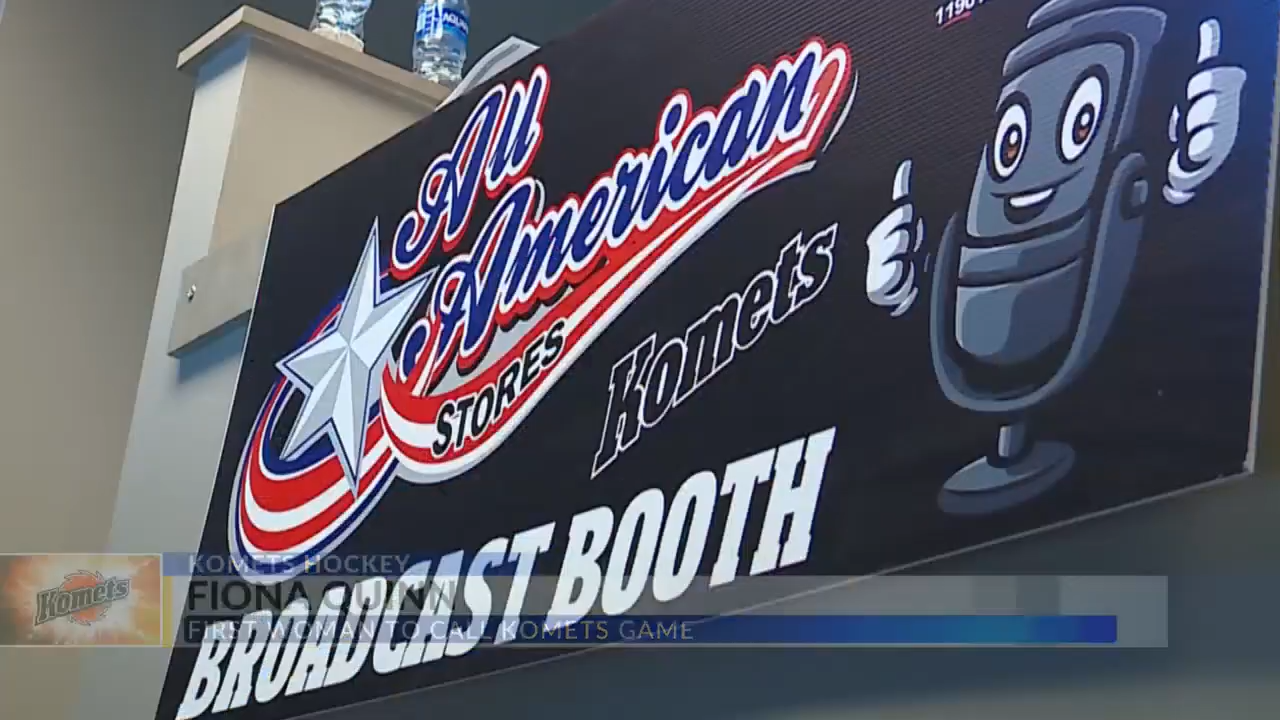 All
American
STORES
Komets
BROADCAST BOOTH
KOMETS HOCKEY
Komets
FIONA QUINN
FIRST WOMAN TO CALL KOMETS GAME